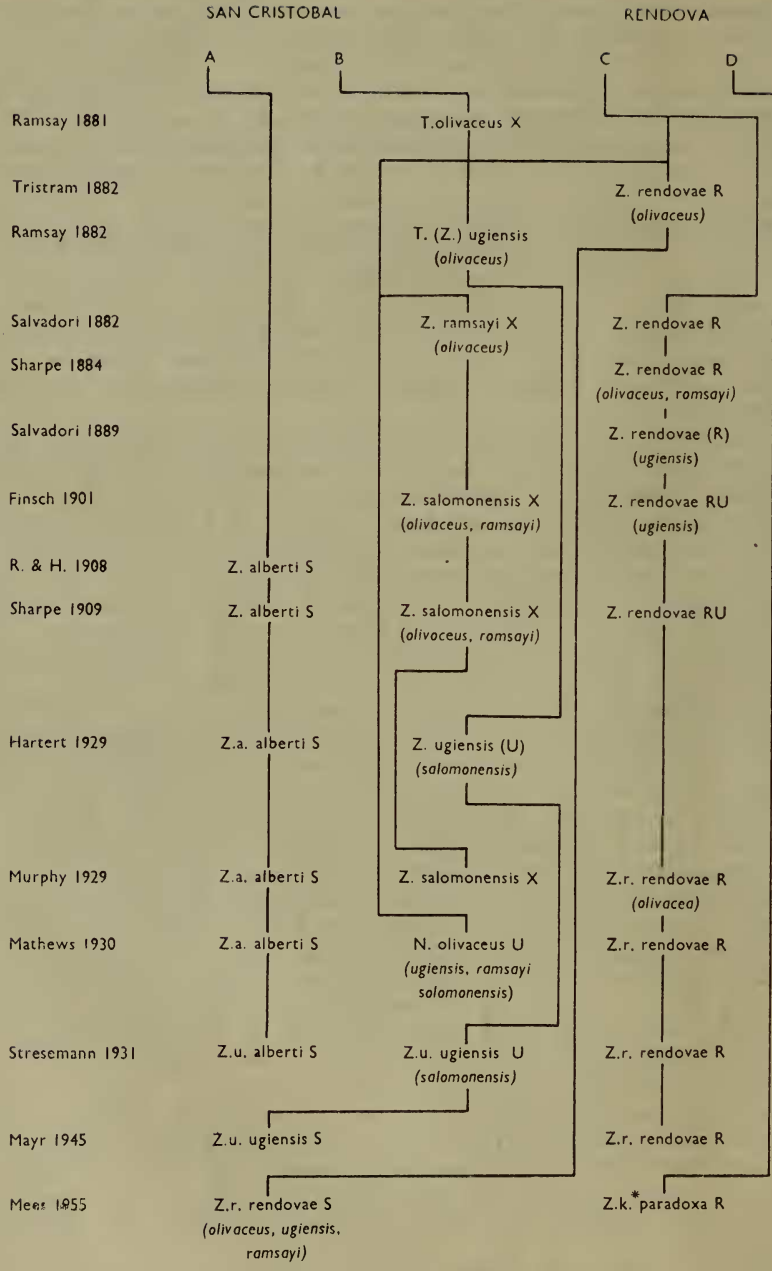 SAN CRISTOBAL RENDOVA
A B C D
Ramsay 1881 T.olivaceus X
Tristram 1882 Z. rendovae R
(olivaceus)
Ramsay 1882 T. (Z.) ugiensis
(olivaceus)
Salvadori 1882 Z. ramsayi X Z. rendovae R
(olivaceus)
Sharpe 1884 Z. rendovae R
(olivaceus, romsayi)
Salvadori 1889 Z. rendovae (R)
(ugiensis)
Finsch 1901 Z. salomonensis X Z. rendovae RU
(olivaceus, ramsayi) (ugiensis)
R. & H. 1908 Z. alberti S
Sharpe 1909 Z. alberti S Z. salomonensis X Z. rendovae RU
(olivoceus, romsayi)
Hartert 1929 Z.a. alberti S Z. ugiensis (U)
(salomonensis)
Murphy 1929 Z.a. alberti S Z. salomonensis X Z.r. rendovae R
(olivacea)
Mathews 1930 Z.a. alberti S N. olivaceus U Z.r. rendovae R
(ugiensis, ramsayi
solomonensis)
Stresemann 1931 Z.u. alberti S Z.u. ugiensis U Z.r. rendovae R
(salomonensis)
Mayr 1945 Z.u. ugiensis S Z.r. rendovae R
Mees 1955 Z.r. rendovae S Z.k.* paradoxa R
(olivaceus, ugiensis,
ramsayi)